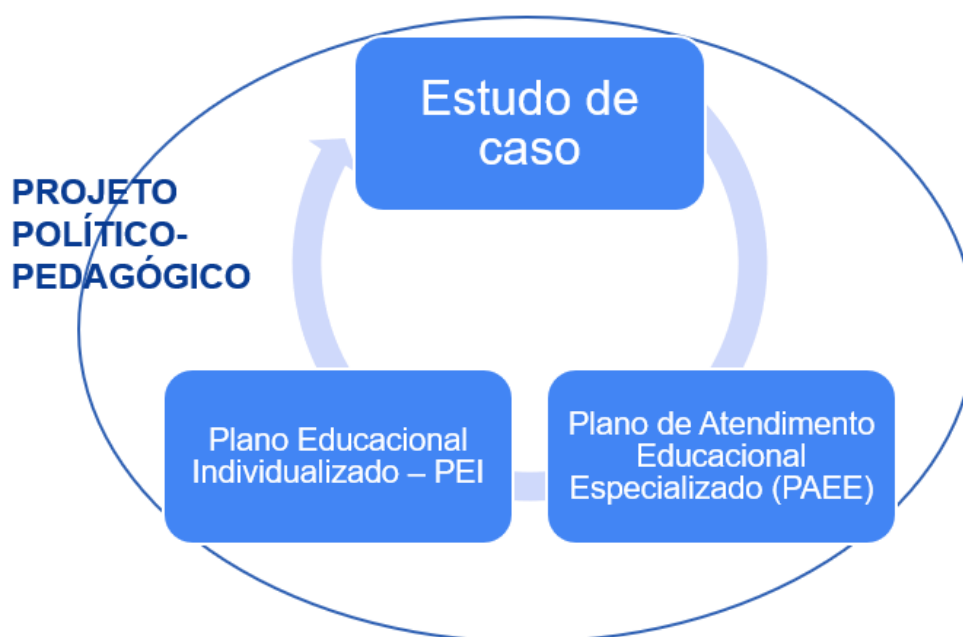 Estudo de
caso
PROJETO
POLÍTICO-
PEDAGÓGICO
Plano Educacional
Individualizado – PEI
Plano de Atendimento
Educacional
Especializado (PAEE)